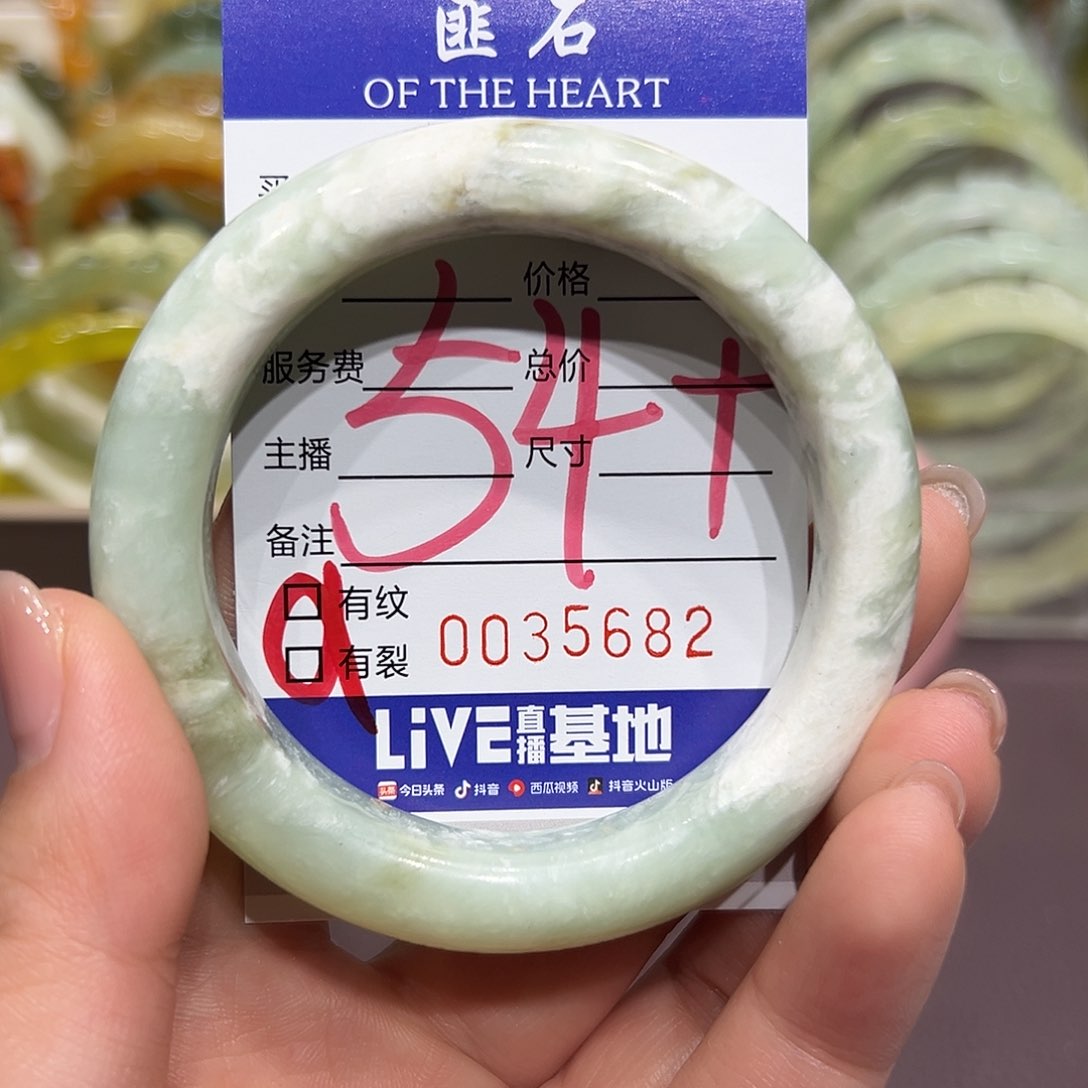 匪石
OF THE HEART
价格
服务费 总价
主播 尺寸
备注
54+
有纹
a
有裂
0035682
LiVE直播基地
今日头条 抖音 西瓜视频 抖音火山版